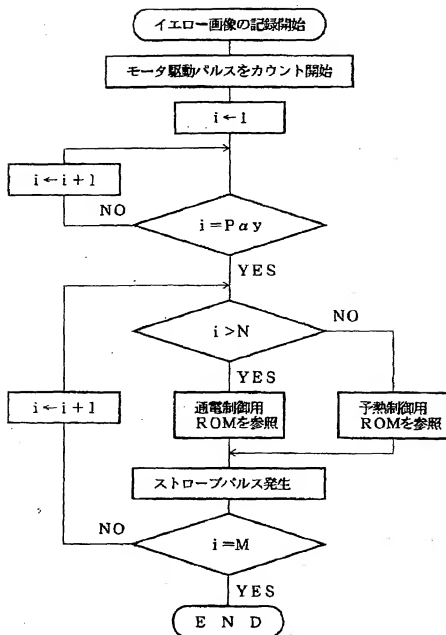 イエロー画像の記録開始
モータ駆動パルスをカウント開始
i←1
i←i+1
NO
i=Pαy
YES
i>N
NO
YES
i←i+1
通電制御用
ROMを参照
予熱制御用
ROMを参照
ストローブパルス発生
NO
i=M
YES
E N D